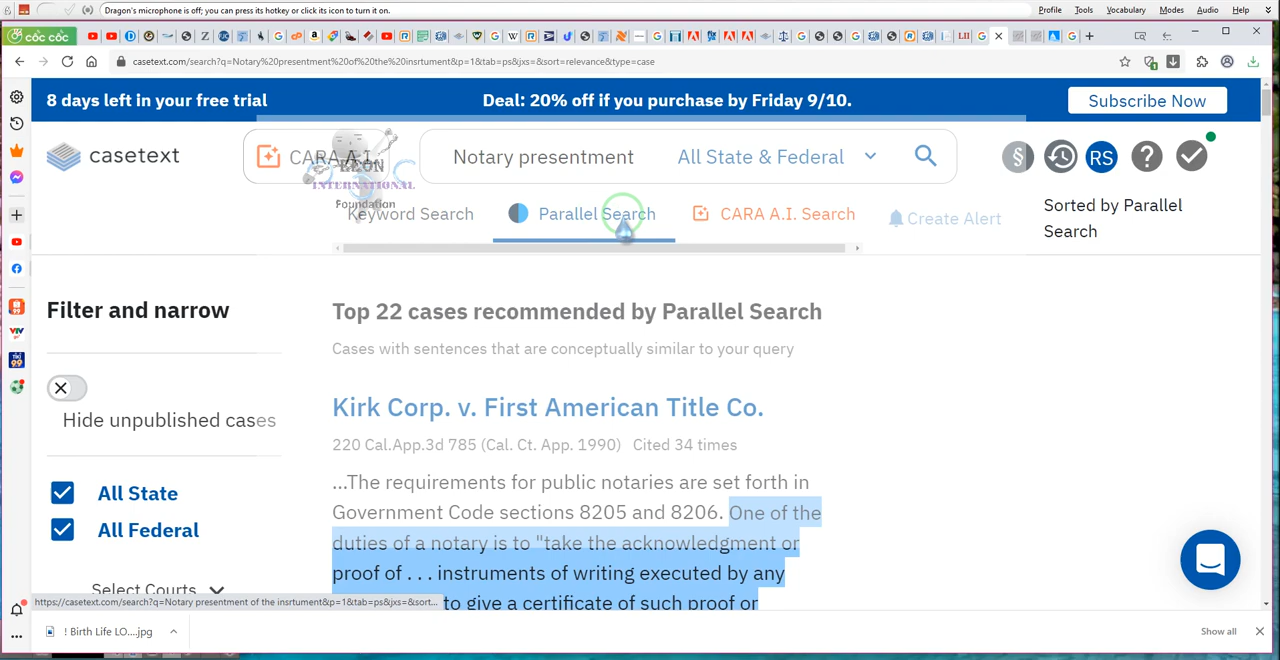 Dragon's microphone is off; you can press its hotkey or click its icon to turn it on.
Profile Tools Vocabulary Modes Audio Help
CỐC CỐC
casetext.com/search?q=Notary%20presentment%20of%20the%20insrtument&p=1&tab=ps&jxs=&sort=relevance&type=case
8 days left in your free trial
Deal: 20% off if you purchase by Friday 9/10.
Subscribe Now
casetext
CARA A.I.
Notary presentment
All State & Federal
§
RS
?
LEON
INTERNATIONAL
Foundation
Keyword Search
Parallel Search
CARA A.I. Search
Create Alert
Sorted by Parallel
Search
Filter and narrow
Top 22 cases recommended by Parallel Search
Cases with sentences that are conceptually similar to your query
Hide unpublished cases
Kirk Corp. v. First American Title Co.
220 Cal.App.3d 785 (Cal. Ct. App. 1990) Cited 34 times
...The requirements for public notaries are set forth in
Government Code sections 8205 and 8206. One of the
duties of a notary is to "take the acknowledgment or
proof of . . . instruments of writing executed by any
to give a certificate of such proof or
All State
All Federal
Select Courts
https://casetext.com/search?q=Notary presentment of the insrtument&p=1&tab=ps&jxs=&sort...
! Birth Life LO....jpg
Show all